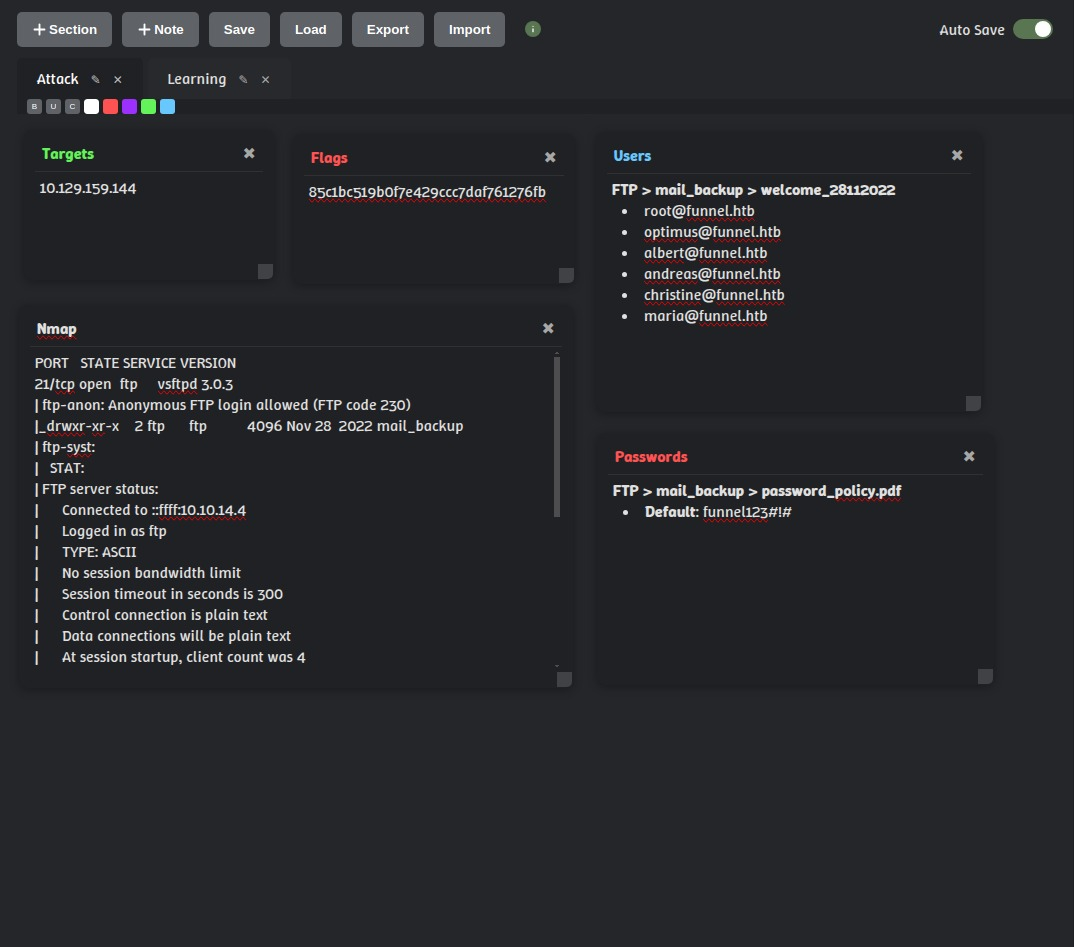 + Section
+ Note
Save
Load
Export
Import
i
Auto Save
Attack ✎ ✕
Learning ✎ ✕
B U C
Targets ✖
10.129.159.144
Flags ✖
85c1bc519b0f7e429ccc7daf761276fb
Users ✖
FTP > mail_backup > welcome_28112022
• root@funnel.htb
• optimus@funnel.htb
• albert@funnel.htb
• andreas@funnel.htb
• christine@funnel.htb
• maria@funnel.htb
Nmap ✖
PORT   STATE SERVICE VERSION
21/tcp open  ftp     vsftpd 3.0.3
| ftp-anon: Anonymous FTP login allowed (FTP code 230)
|_drwxr-xr-x    2 ftp      ftp          4096 Nov 28  2022 mail_backup
| ftp-syst:
|   STAT:
| FTP server status:
|      Connected to ::ffff:10.10.14.4
|      Logged in as ftp
|      TYPE: ASCII
|      No session bandwidth limit
|      Session timeout in seconds is 300
|      Control connection is plain text
|      Data connections will be plain text
|      At session startup, client count was 4
Passwords ✖
FTP > mail_backup > password_policy.pdf
• Default: funnel123#!#